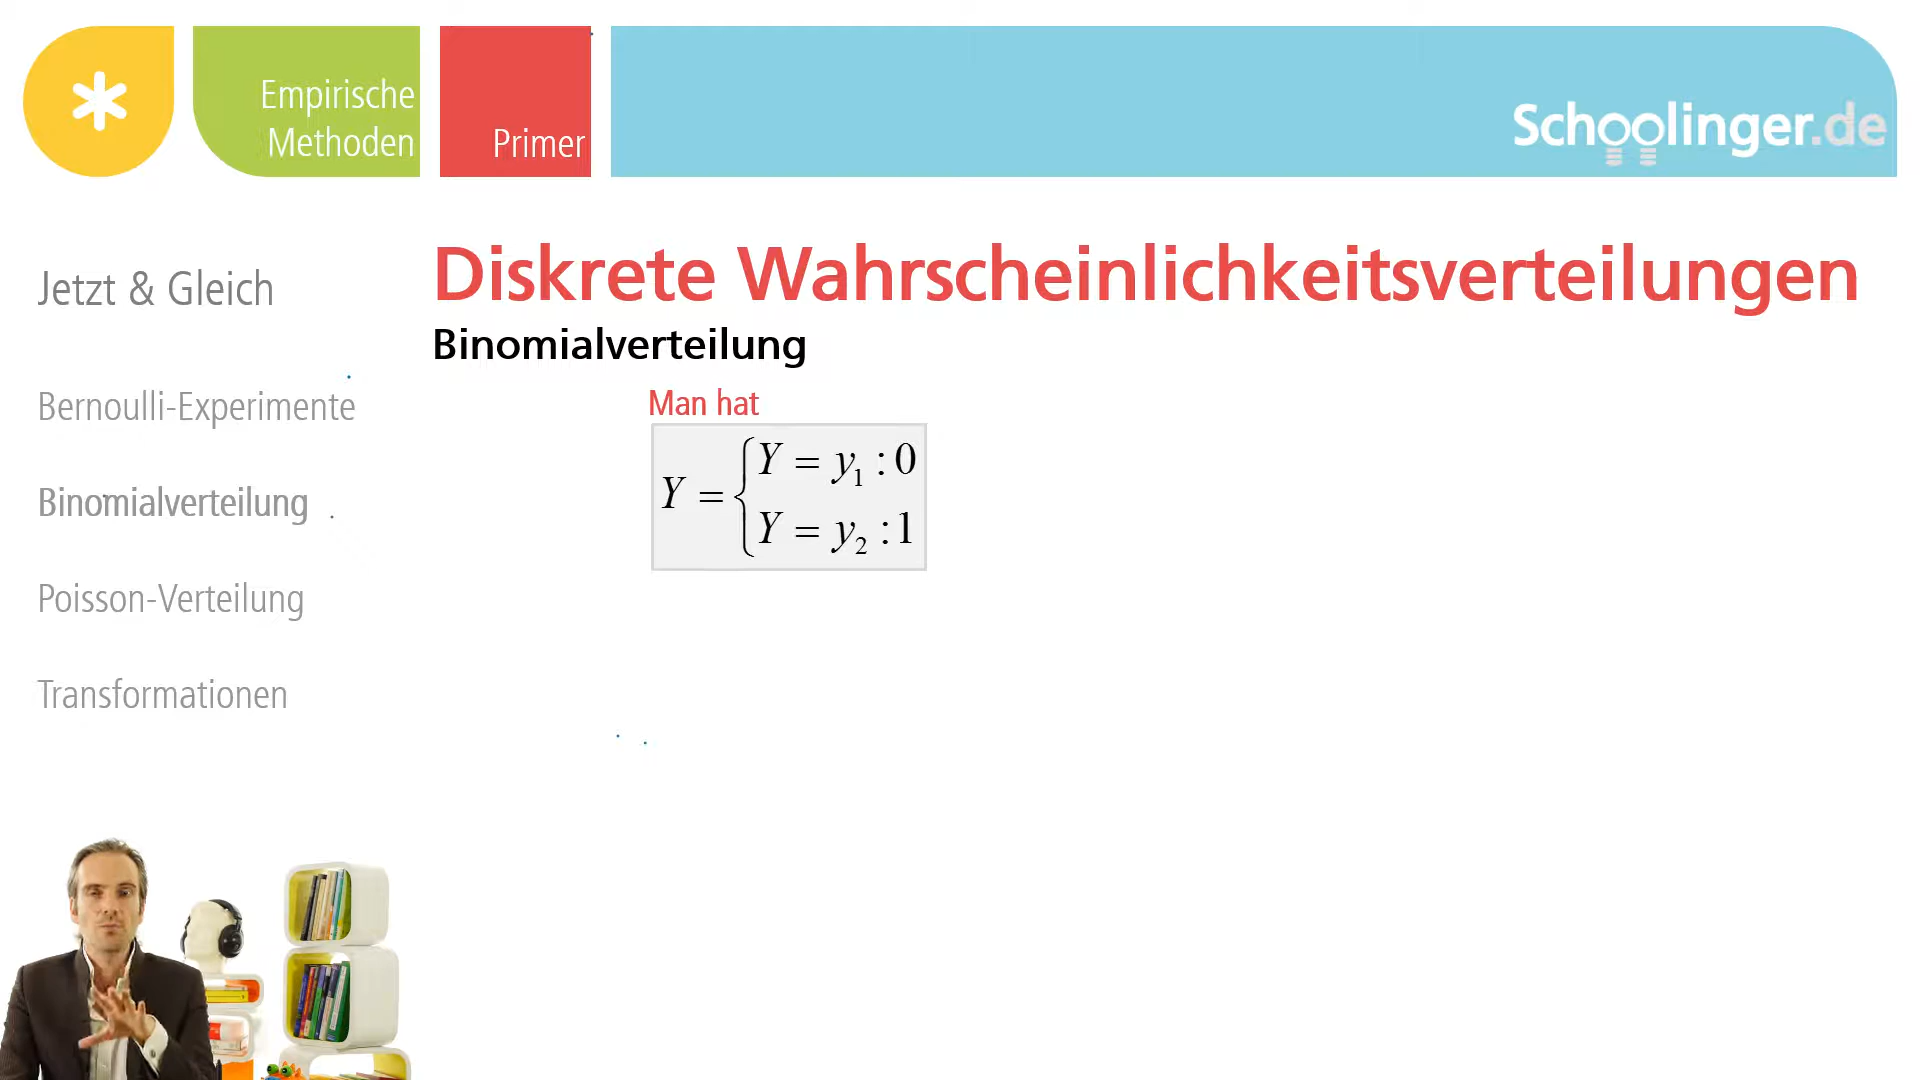 Empirische
Methoden
Primer
Schoolinger.de
Jetzt & Gleich
Bernoulli-Experimente
Binomialverteilung
Poisson-Verteilung
Transformationen
Diskrete Wahrscheinlichkeitsverteilungen
Binomialverteilung
Man hat
Y = { Y = y₁ : 0
Y = y₂ : 1